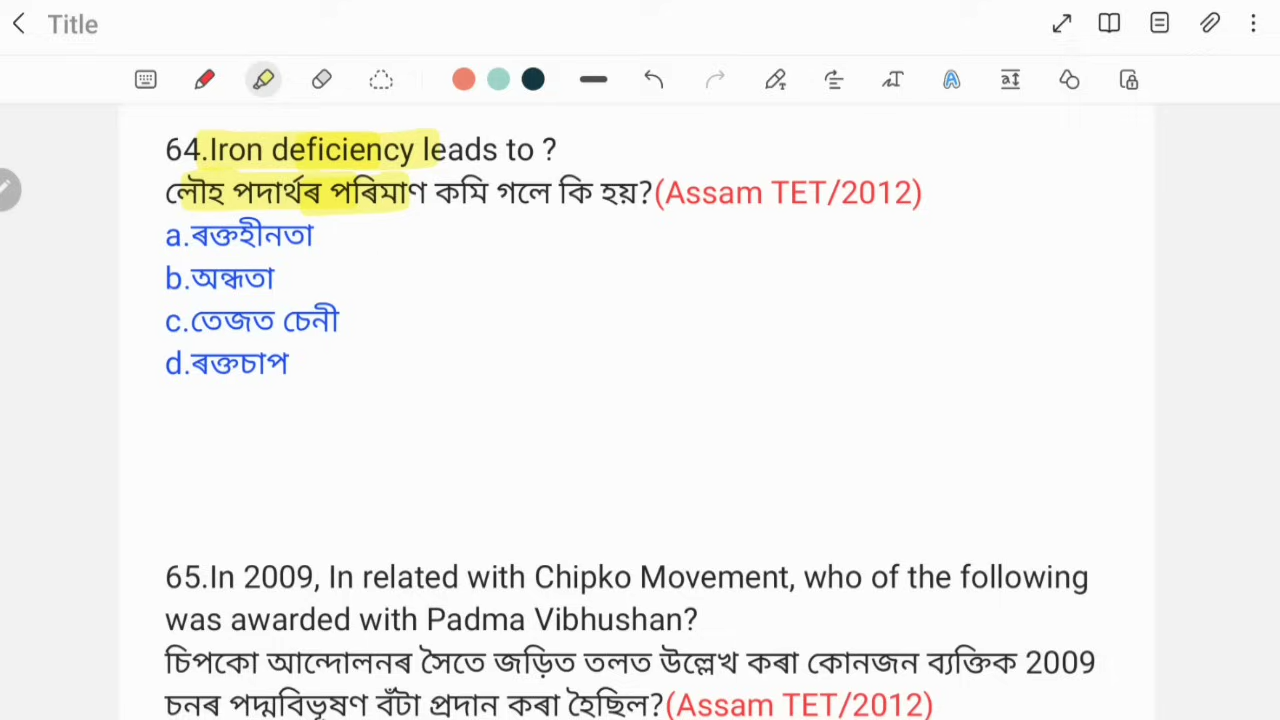 Title
64.Iron deficiency leads to ?
লৌহ পদাৰ্থৰ পৰিমাণ কমি গলে কি হয়?(Assam TET/2012)
a.ৰক্তহীনতা
b.অন্ধতা
c.তেজত চেনী
d.ৰক্তচাপ
65.In 2009, In related with Chipko Movement, who of the following
was awarded with Padma Vibhushan?
চিপকো আন্দোলনৰ সৈতে জড়িত তলত উল্লেখ কৰা কোনজন ব্যক্তিক 2009
চনৰ পদ্মবিভূষণ বঁটা প্ৰদান কৰা হৈছিল?(Assam TET/2012)